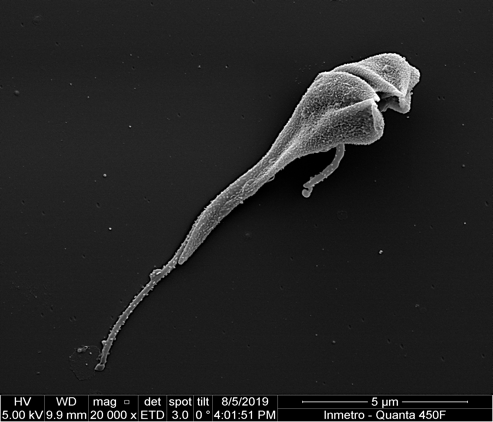 HV WD mag □ det spot tilt 8/5/2019 5 µm
5.00 kV 9.9 mm 20 000 x ETD 3.0 0 ° 4:01:51 PM Inmetro - Quanta 450F